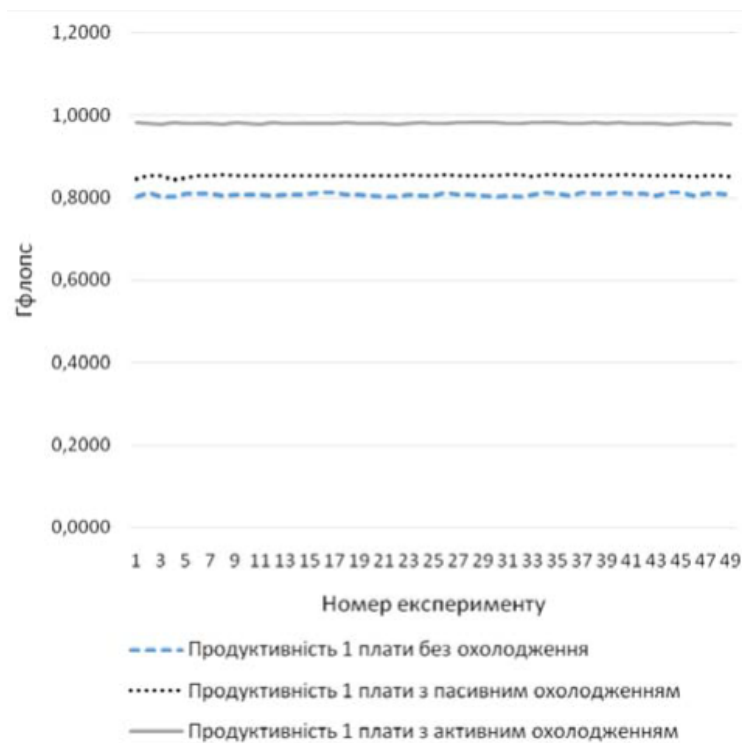 1,2000
1,0000
0,8000
0,6000
0,4000
0,2000
0,0000
Гфлопс
1 3 5 7 9 11 13 15 17 19 21 23 25 27 29 31 33 35 37 39 41 43 45 47 49
Номер експерименту
Продуктивність 1 плати без охолодження
Продуктивність 1 плати з пасивним охолодженням
Продуктивність 1 плати з активним охолодженням